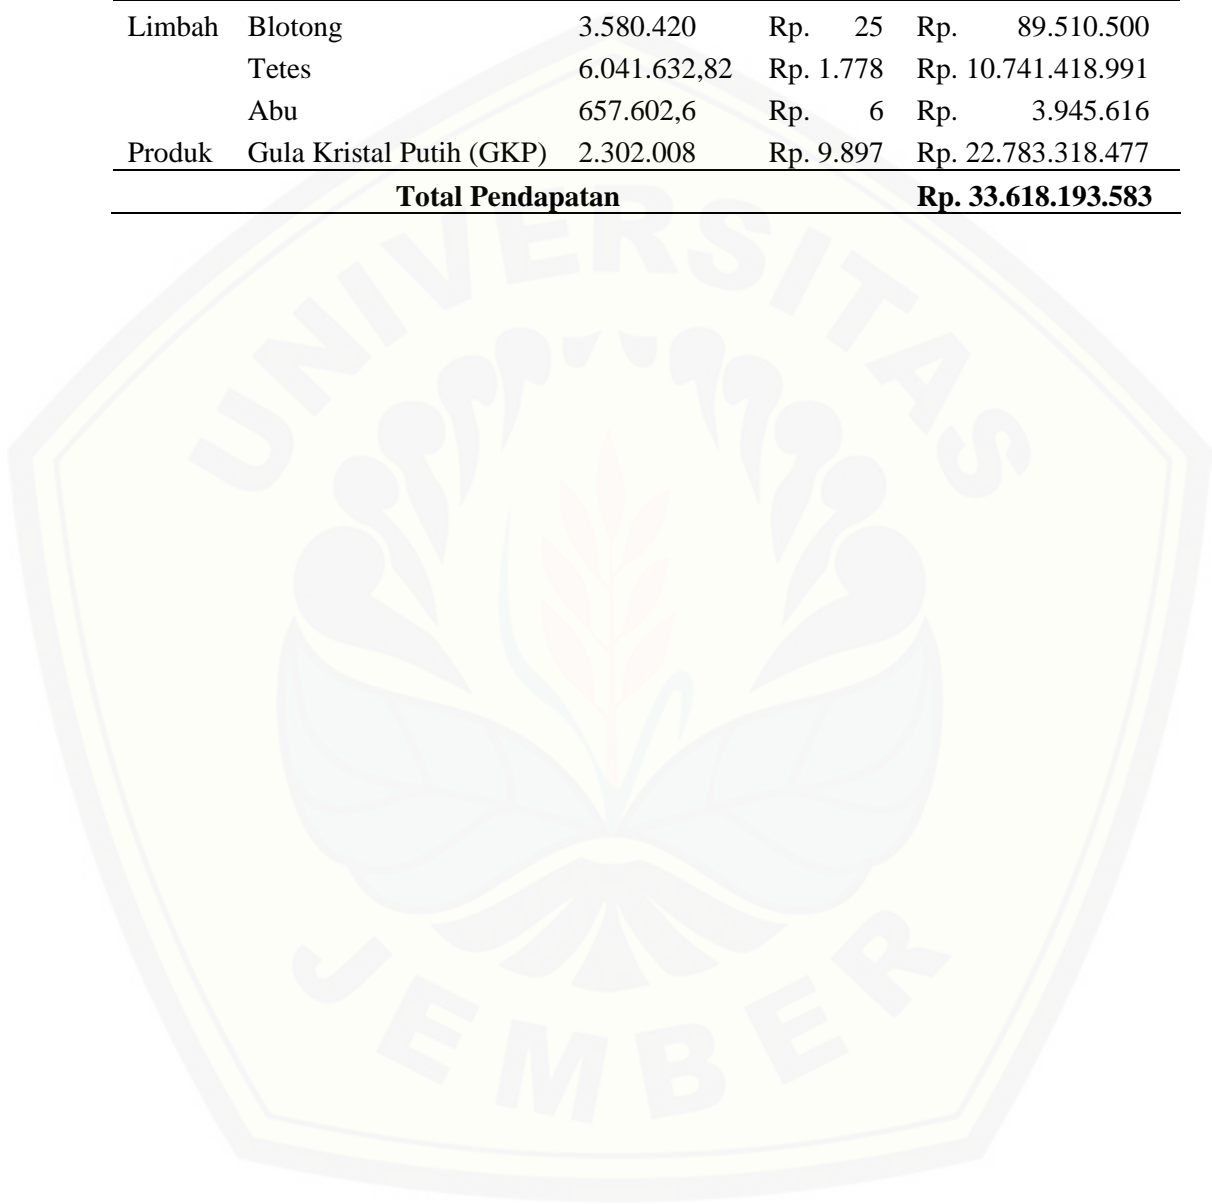 Limbah Blotong 3.580.420 Rp. 25 Rp. 89.510.500
Tetes 6.041.632,82 Rp. 1.778 Rp. 10.741.418.991
Abu 657.602,6 Rp. 6 Rp. 3.945.616
Produk Gula Kristal Putih (GKP) 2.302.008 Rp. 9.897 Rp. 22.783.318.477
Total Pendapatan Rp. 33.618.193.583
UNIVERSITAS
JEMBER